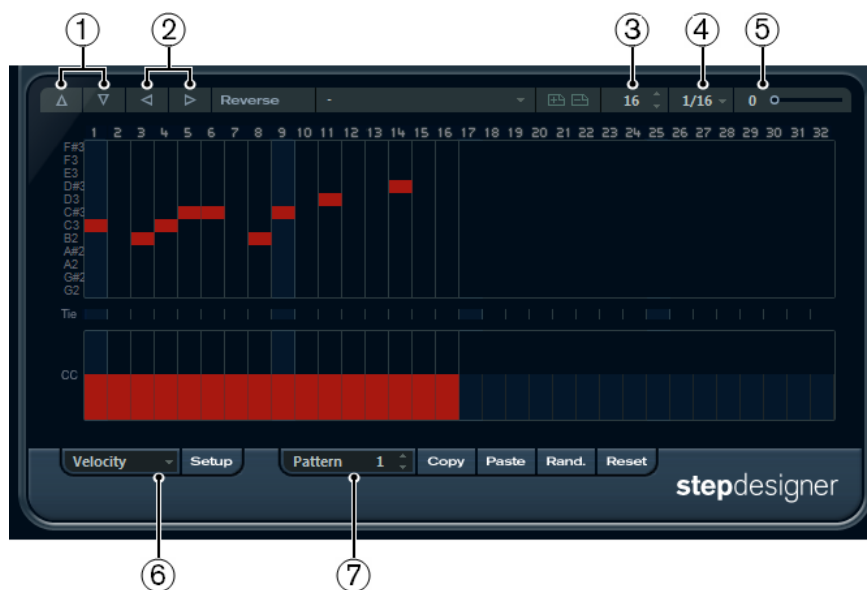 ① ② ③ ④ ⑤
Reverse - 16 1/16 0
1 2 3 4 5 6 7 8 9 10 11 12 13 14 15 16 17 18 19 20 21 22 23 24 25 26 27 28 29 30 31 32
F#3
F3
E3
D#3
D3
C#3
C3
B2
A#2
A2
G#2
G2
Tie
CC
Velocity Setup Pattern 1 Copy Paste Rand. Reset
stepdesigner
⑥ ⑦